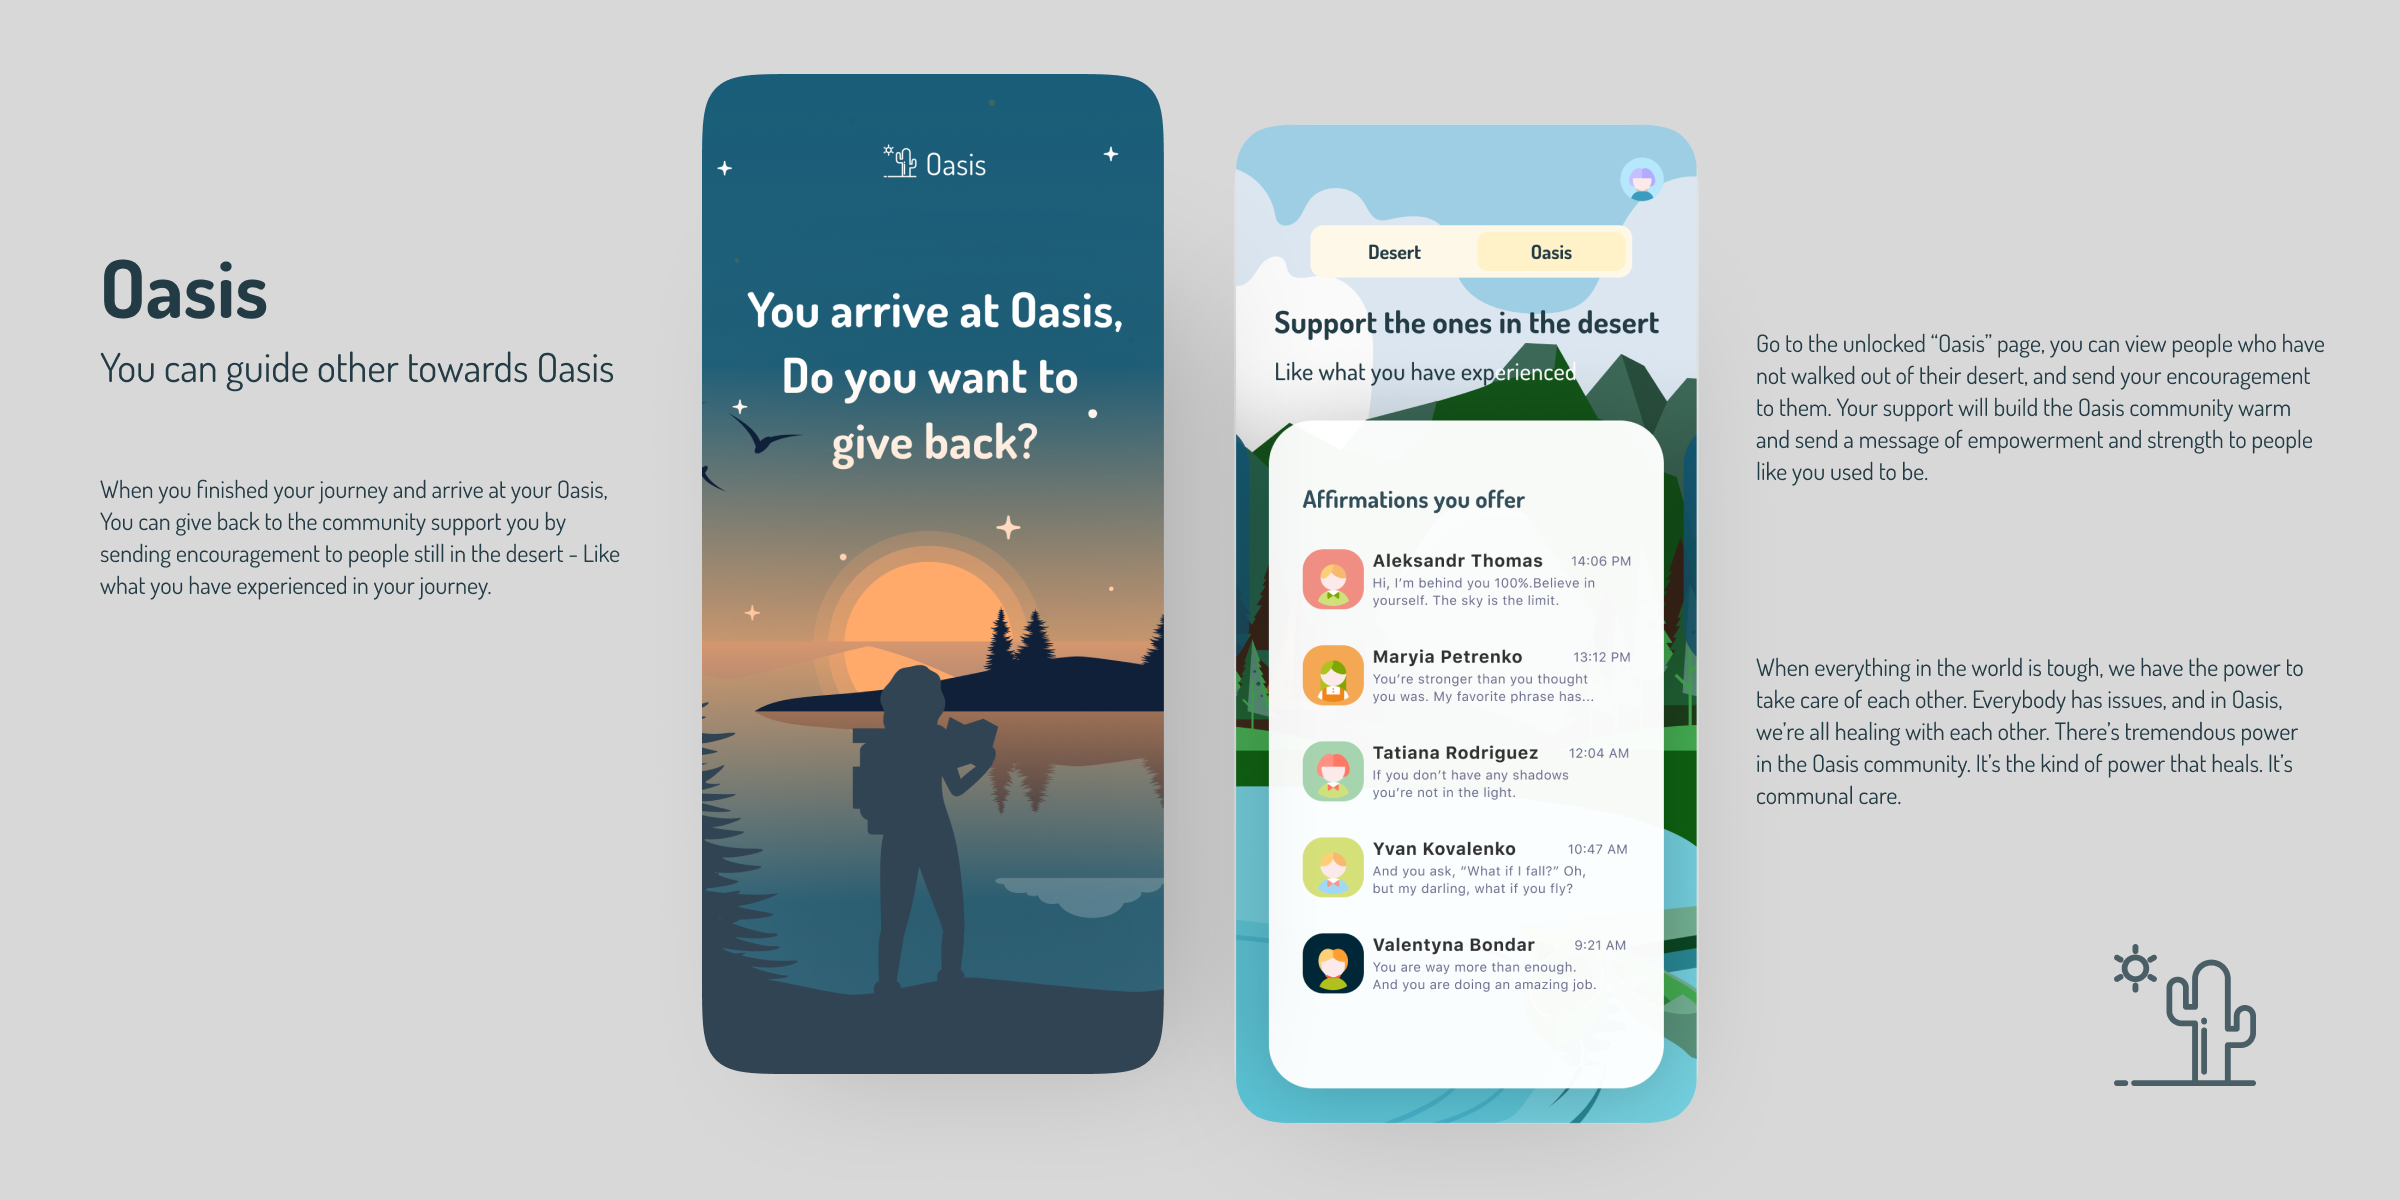 Oasis
You can guide other towards Oasis
When you finished your journey and arrive at your Oasis,
You can give back to the community support you by
sending encouragement to people still in the desert - Like
what you have experienced in your journey.
Oasis
You arrive at Oasis,
Do you want to
give back?
Desert
Oasis
Support the ones in the desert
Like what you have experienced
Affirmations you offer
Aleksandr Thomas 14:06 PM
Hi, I'm behind you 100%.Believe in
yourself. The sky is the limit.
Maryia Petrenko 13:12 PM
You're stronger than you thought
you was. My favorite phrase has...
Tatiana Rodriguez 12:04 AM
If you don't have any shadows
you're not in the light.
Yvan Kovalenko 10:47 AM
And you ask, "What if I fall?" Oh,
but my darling, what if you fly?
Valentyna Bondar 9:21 AM
You are way more than enough.
And you are doing an amazing job.
Go to the unlocked “Oasis” page, you can view people who have
not walked out of their desert, and send your encouragement
to them. Your support will build the Oasis community warm
and send a message of empowerment and strength to people
like you used to be.
When everything in the world is tough, we have the power to
take care of each other. Everybody has issues, and in Oasis,
we're all healing with each other. There's tremendous power
in the Oasis community. It's the kind of power that heals. It's
communal care.